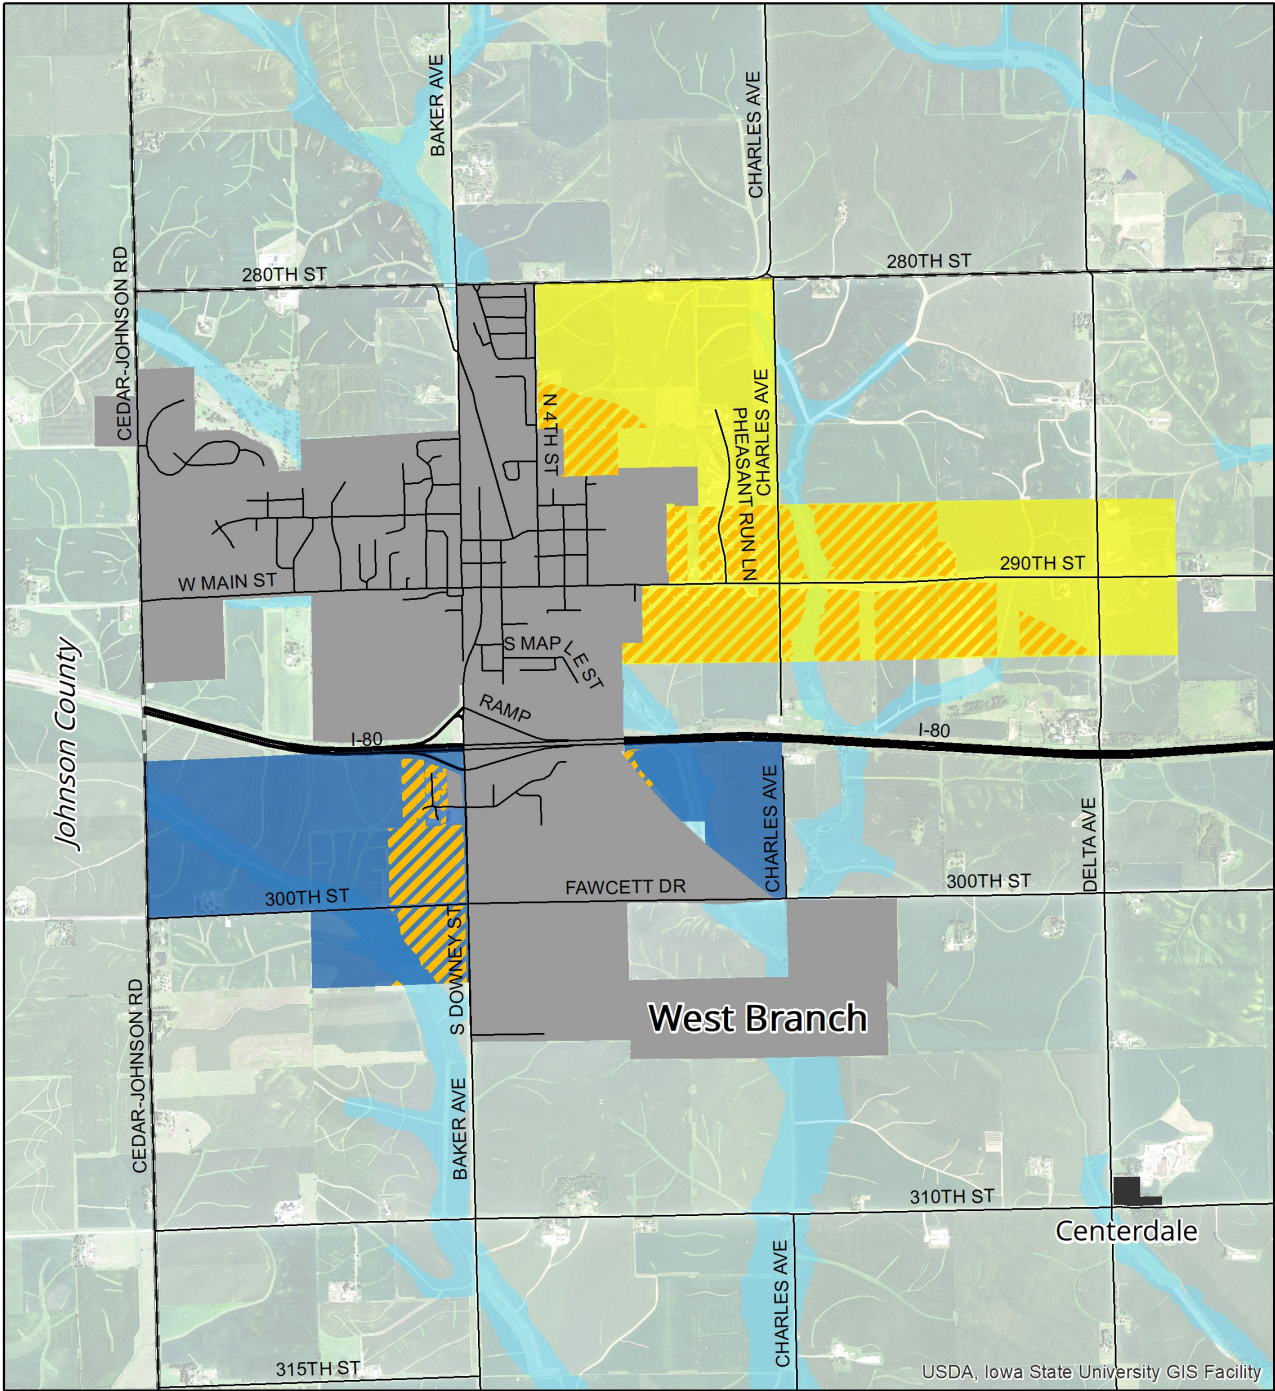 BAKER AVE
CHARLES AVE
CEDAR-JOHNSON RD
280TH ST
280TH ST
N 4TH ST
PHEASANT RUN LN
CHARLES AVE
W MAIN ST
290TH ST
S MAPLE ST
Johnson County
RAMP
I-80
I-80
CHARLES AVE
DELTA AVE
300TH ST
FAWCETT DR
300TH ST
S DOWNEY ST
West Branch
CEDAR-JOHNSON RD
BAKER AVE
310TH ST
Centerdale
CHARLES AVE
315TH ST
USDA, Iowa State University GIS Facility